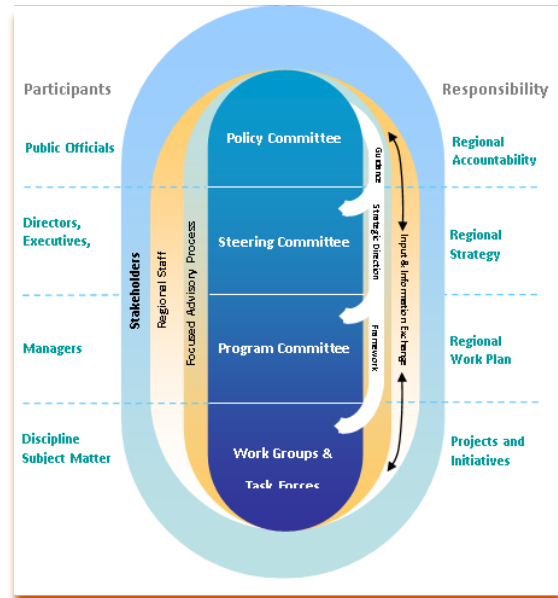 Participants
Responsibility
Public Officials
Policy Committee
Regional
Accountability
Guidance
Directors,
Executives,
Steering Committee
Strategic Direction
Regional
Strategy
Stakeholders
Regional Staff
Focused Advisory Process
Input & Information Exchange
Managers
Program Committee
Framework
Regional
Work Plan
Discipline
Subject Matter
Work Groups &
Task Forces
Projects and
Initiatives